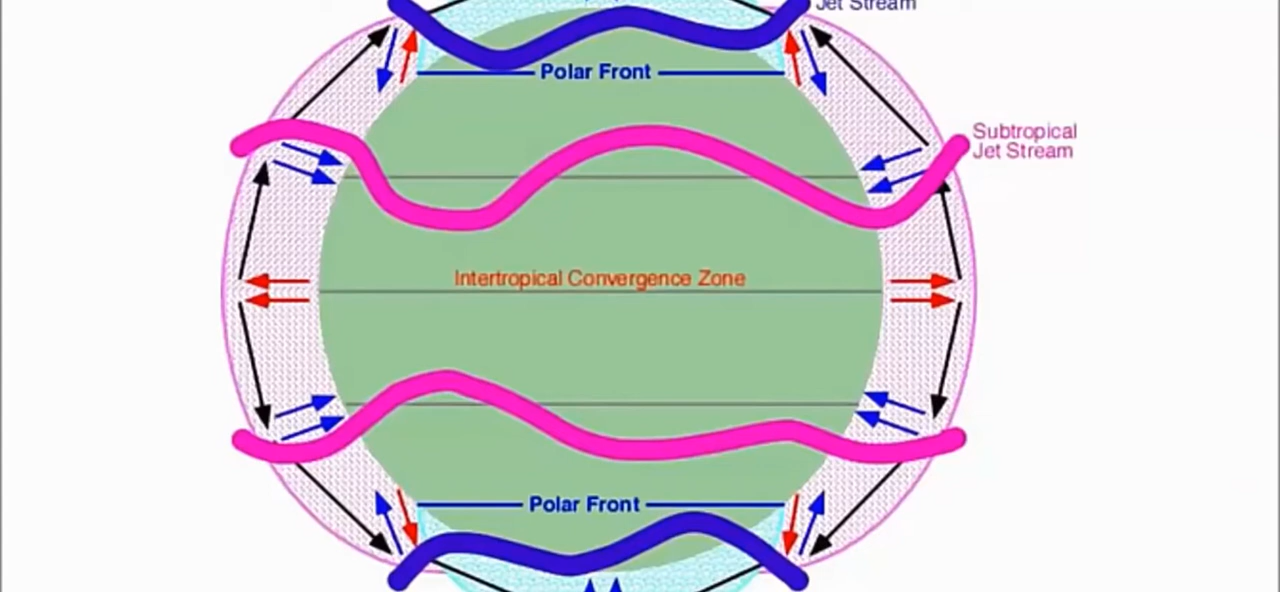 Jet Stream
Polar Front
Subtropical
Jet Stream
Intertropical Convergence Zone
Polar Front